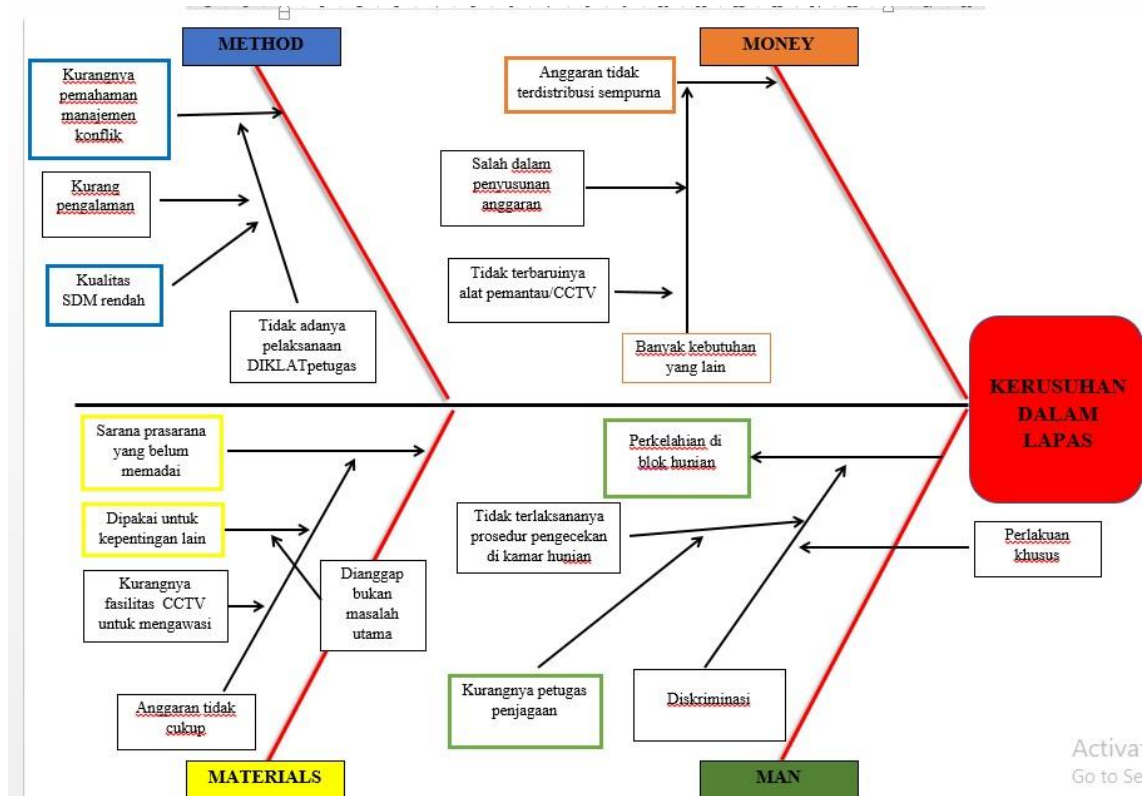 METHOD
MONEY
Kurangnya
pemahaman
manajemen
konflik
Anggaran tidak
terdistribusi sempurna
Kurang
pengalaman
Salah dalam
penyusunan
anggaran
Kualitas
SDM rendah
Tidak terbaruinya
alat pemantau/CCTV
Tidak adanya
pelaksanaan
DIKLATpetugas
Banyak kebutuhan
yang lain
KERUSUHAN
DALAM
LAPAS
Sarana prasarana
yang belum
memadai
Perkelahian di
blok hunian
Dipakai untuk
kepentingan lain
Tidak terlaksananya
prosedur pengecekan
di kamar hunian
Perlakuan
khusus
Kurangnya
fasilitas CCTV
untuk mengawasi
Dianggap
bukan
masalah
utama
Anggaran tidak
cukup
Kurangnya petugas
penjagaan
Diskriminasi
MATERIALS
MAN
Activat
Go to Se